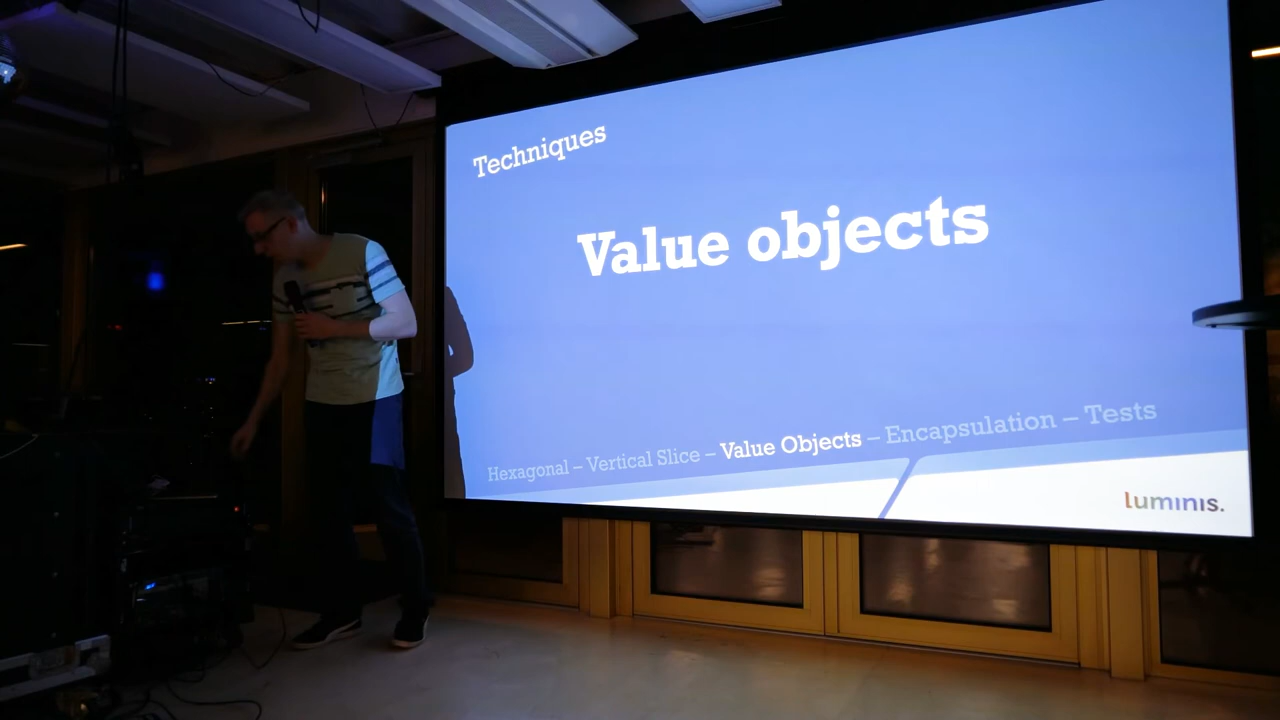 Techniques
Value objects
Hexagonal – Vertical Slice – Value Objects – Encapsulation – Tests
luminis.